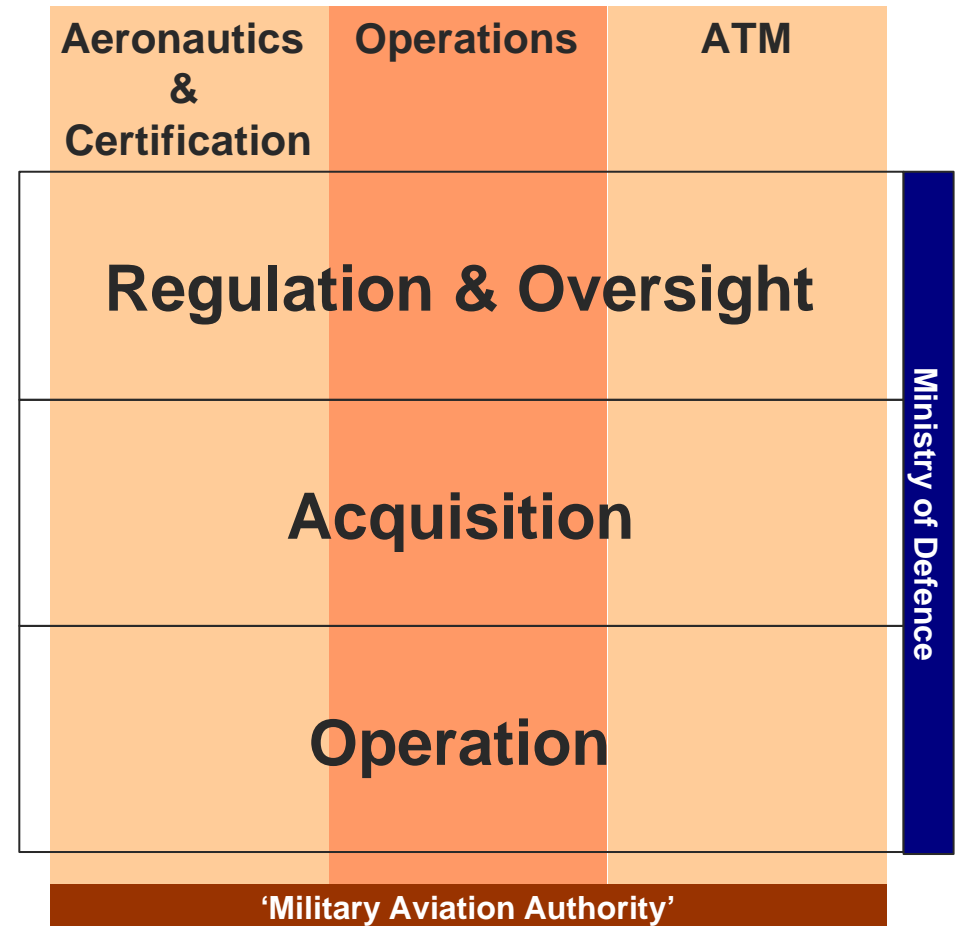 Aeronautics
&
Certification
Operations
ATM
Regulation & Oversight
Acquisition
Operation
Ministry of Defence
‘Military Aviation Authority’